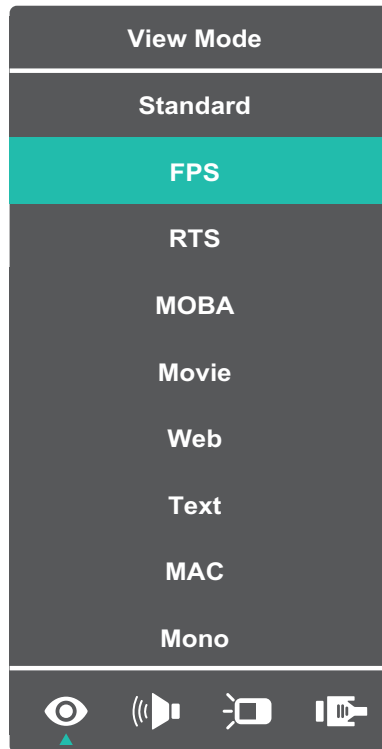 View Mode
Standard
FPS
RTS
MOBA
Movie
Web
Text
MAC
Mono